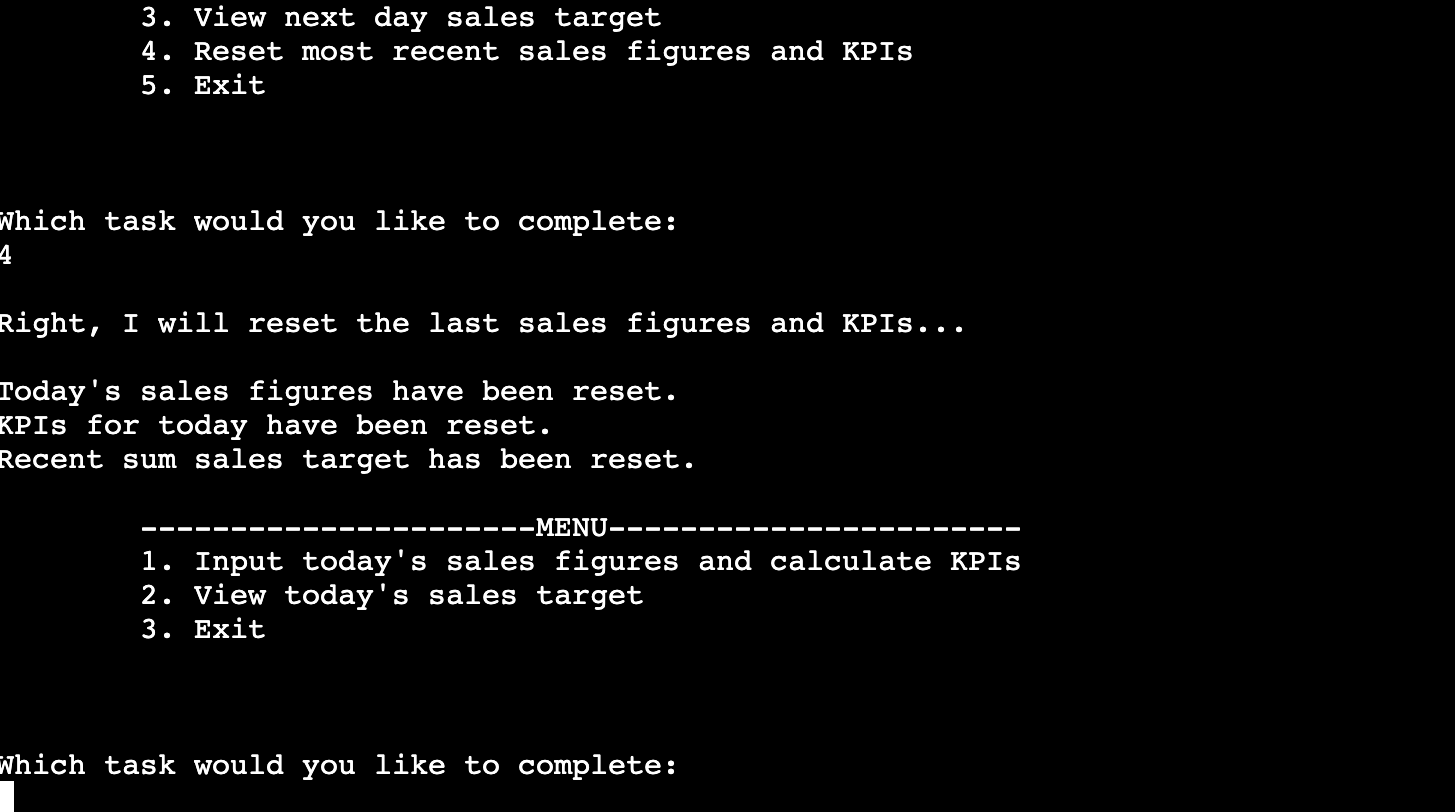 3. View next day sales target
4. Reset most recent sales figures and KPIs
5. Exit
Which task would you like to complete:
4
Right, I will reset the last sales figures and KPIs...
Today's sales figures have been reset.
KPIs for today have been reset.
Recent sum sales target has been reset.
----------------------MENU-----------------------
1. Input today's sales figures and calculate KPIs
2. View today's sales target
3. Exit
Which task would you like to complete: